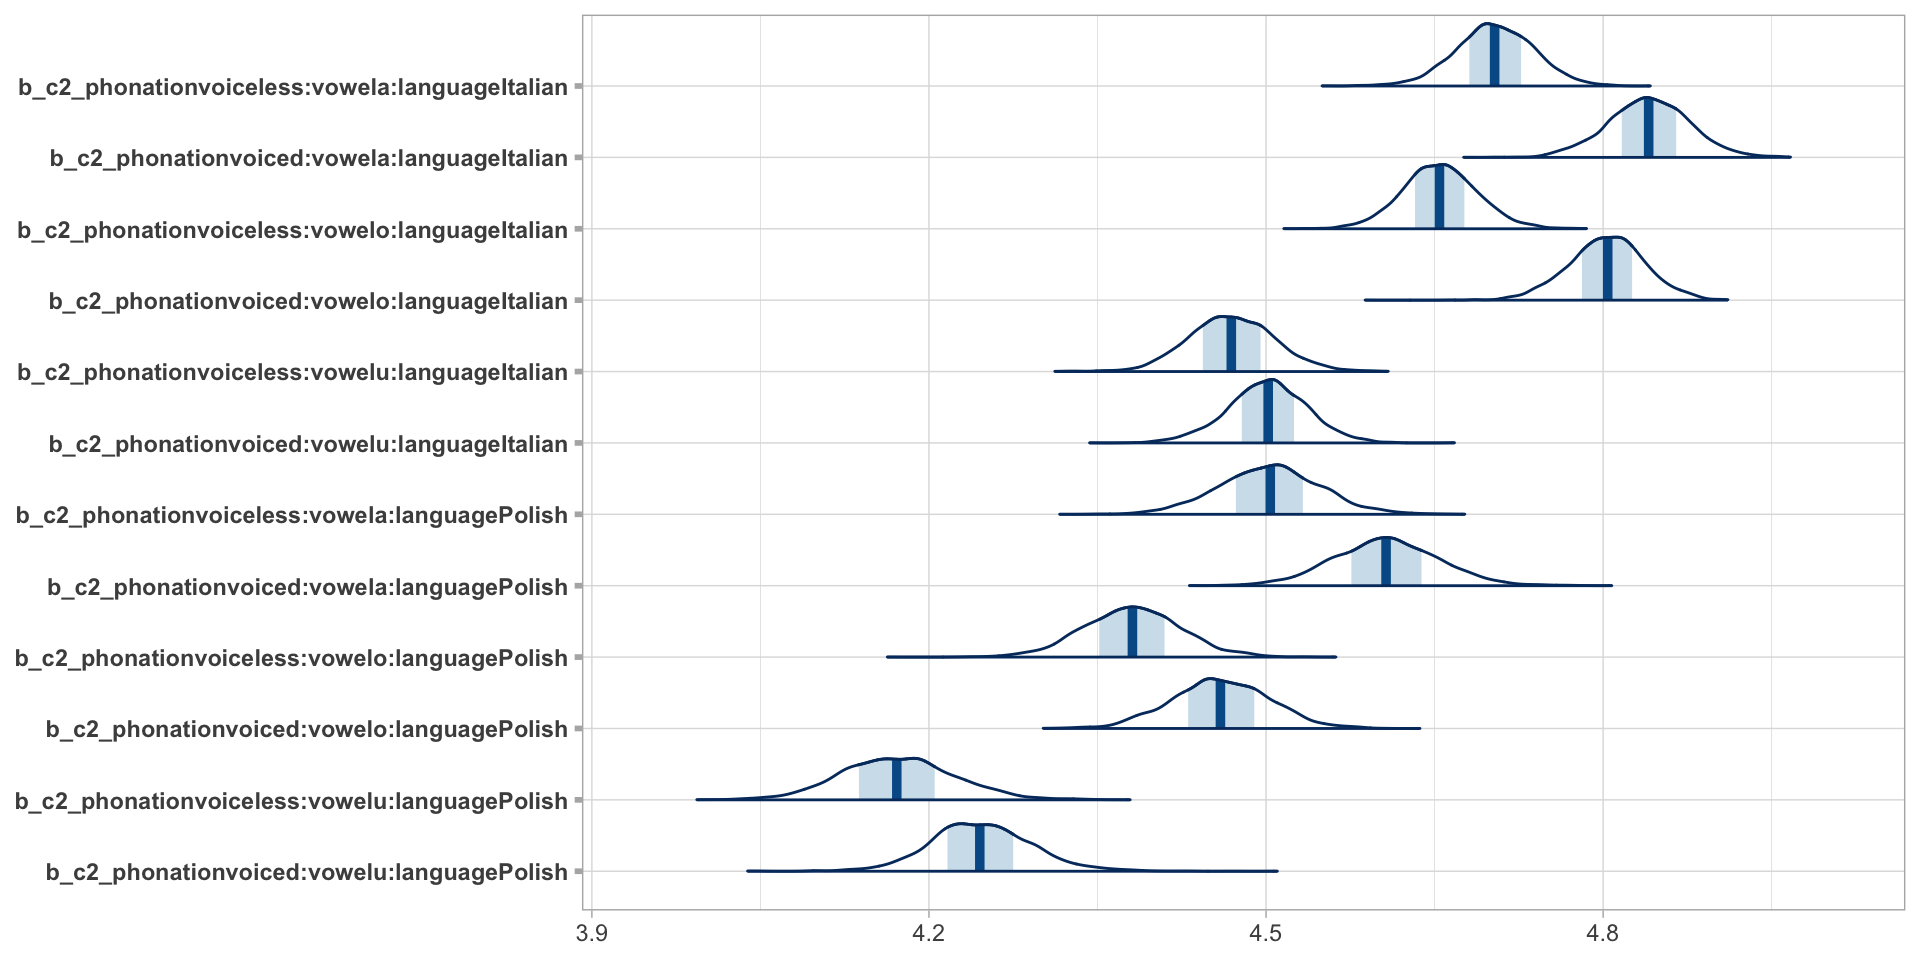 b_c2_phonationvoiceless:vowela:languageItalian
b_c2_phonationvoiced:vowela:languageItalian
b_c2_phonationvoiceless:vowelo:languageItalian
b_c2_phonationvoiced:vowelo:languageItalian
b_c2_phonationvoiceless:vowelu:languageItalian
b_c2_phonationvoiced:vowelu:languageItalian
b_c2_phonationvoiceless:vowela:languagePolish
b_c2_phonationvoiced:vowela:languagePolish
b_c2_phonationvoiceless:vowelo:languagePolish
b_c2_phonationvoiced:vowelo:languagePolish
b_c2_phonationvoiceless:vowelu:languagePolish
b_c2_phonationvoiced:vowelu:languagePolish
3.9 4.2 4.5 4.8